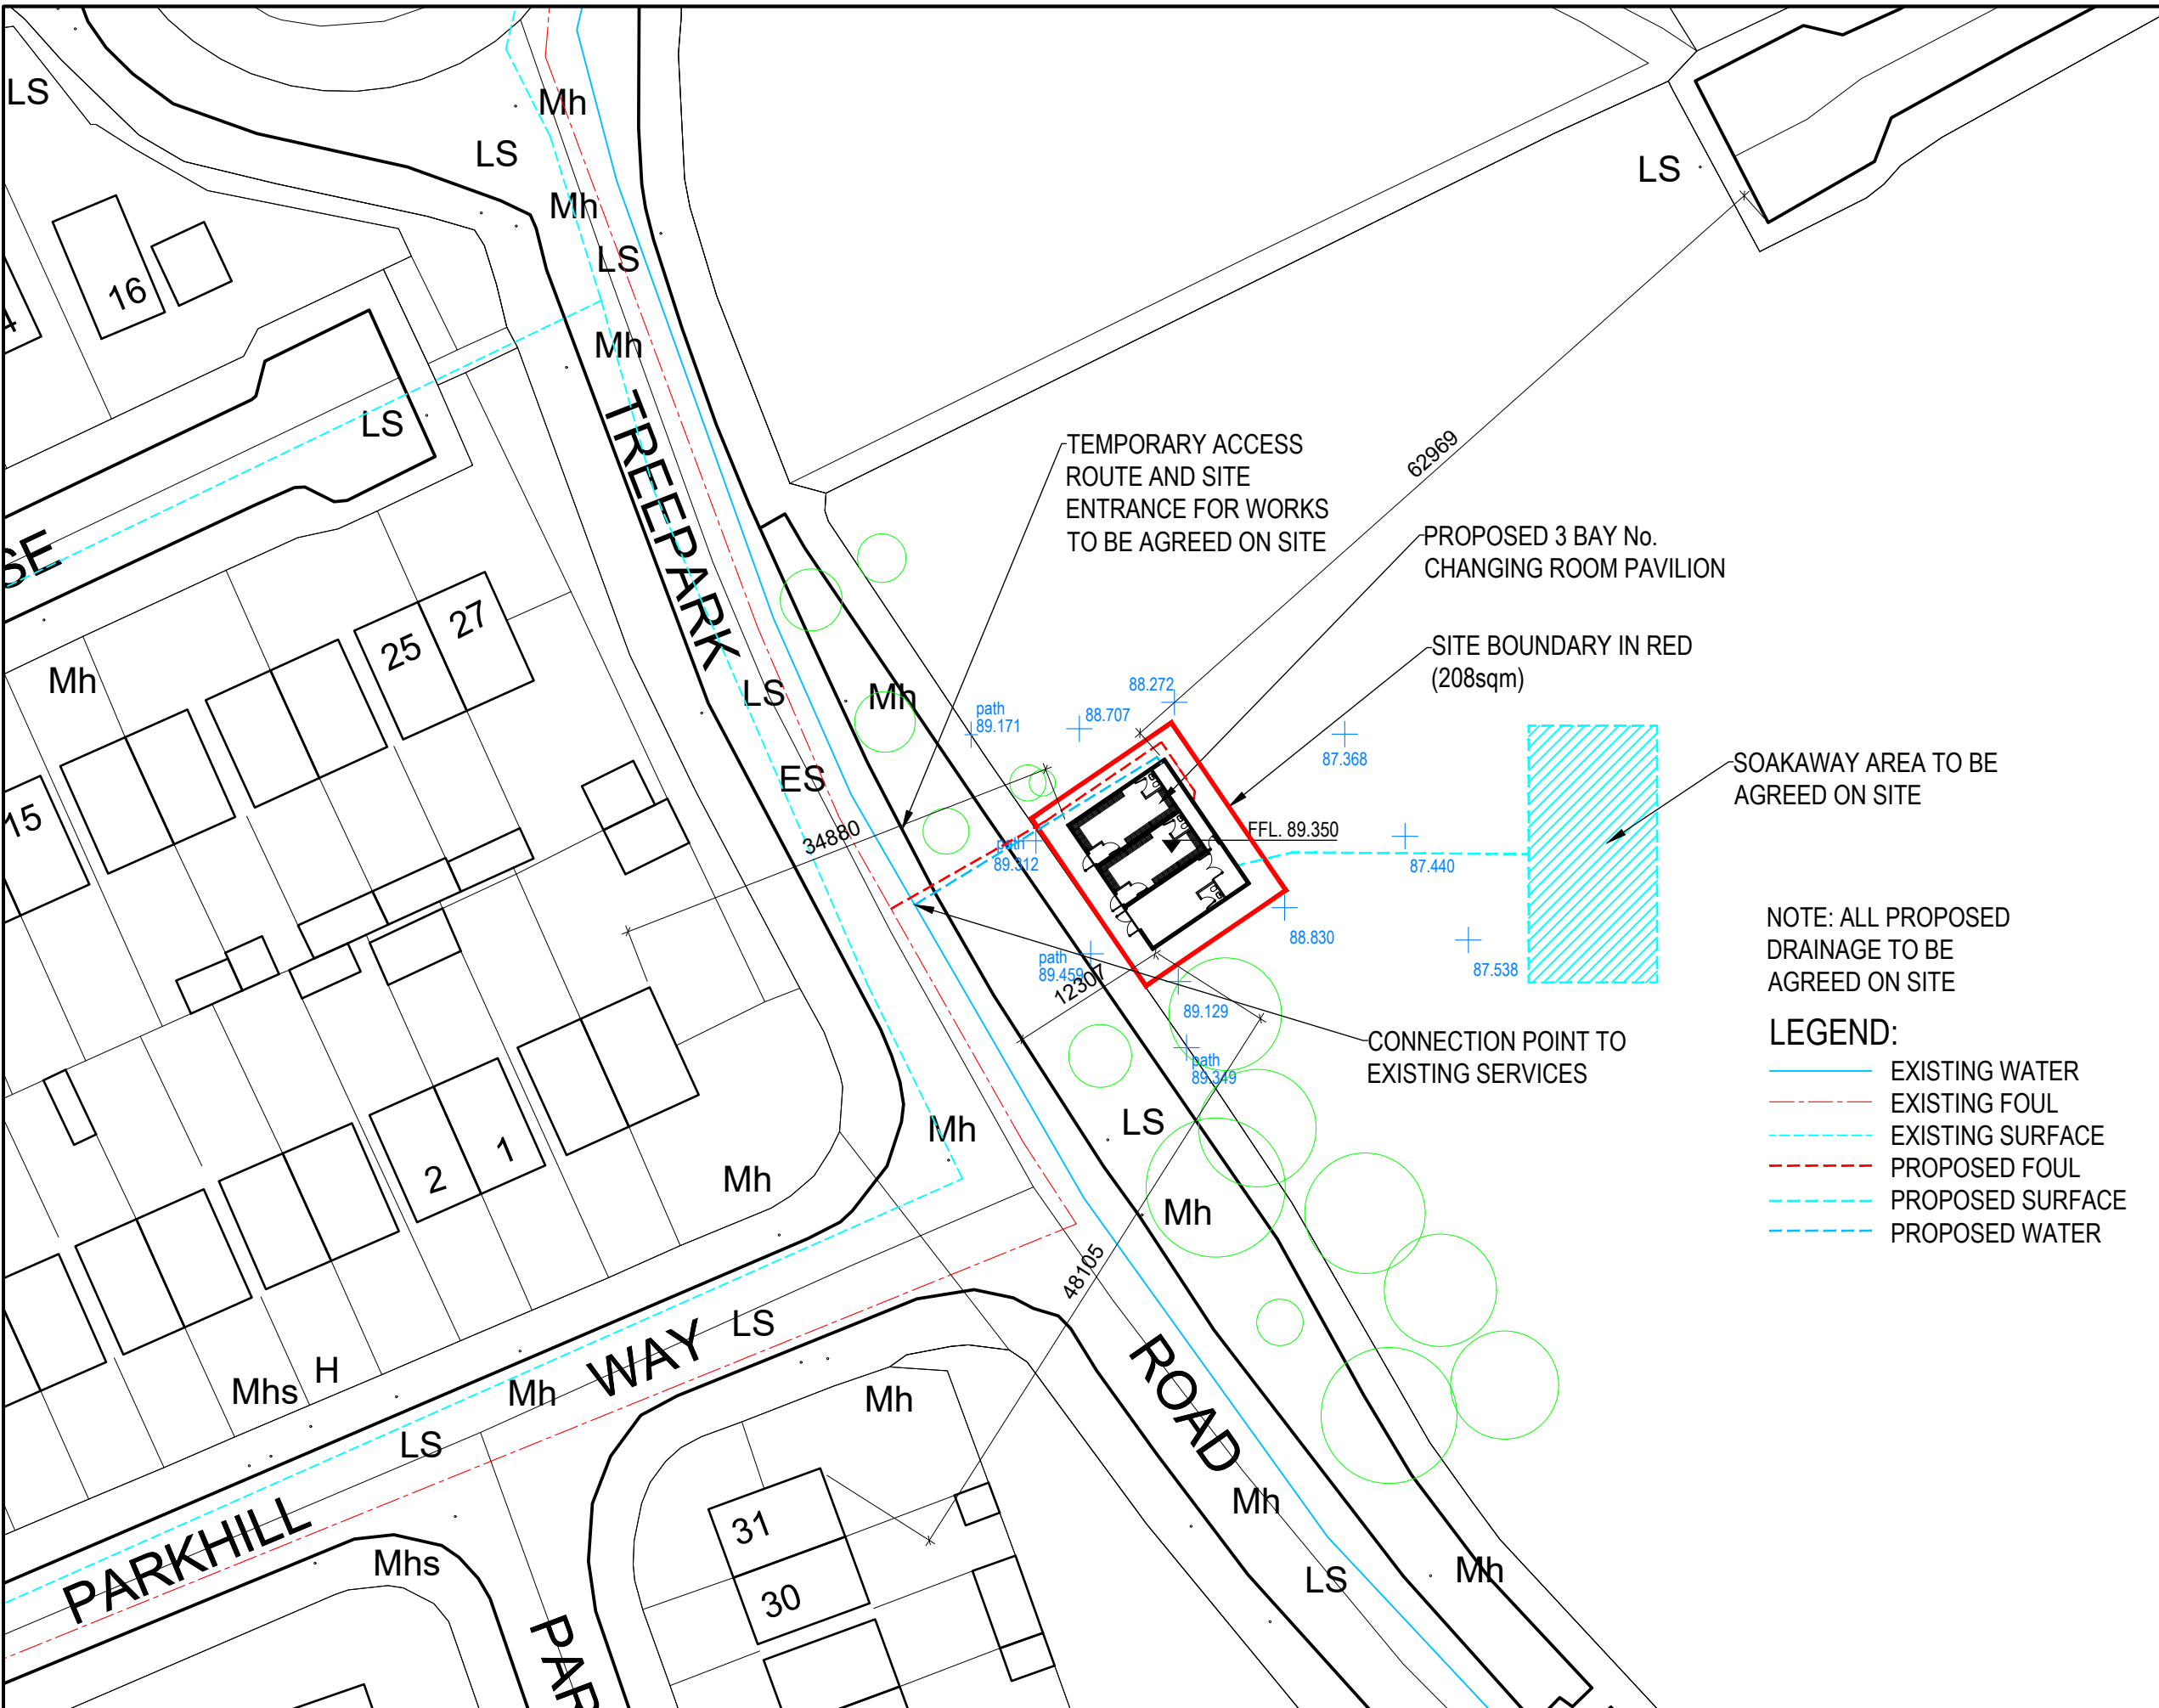 LS
Mh
LS
Mh
LS
LS
16
4
Mh
LS
TREEPARK
TEMPORARY ACCESS
ROUTE AND SITE
ENTRANCE FOR WORKS
TO BE AGREED ON SITE
62969
PROPOSED 3 BAY No.
CHANGING ROOM PAVILION
SITE BOUNDARY IN RED
(208sqm)
SE
25
27
Mh
LS
Mh
path
89.171
88.707
88.272
87.368
SOAKAWAY AREA TO BE
AGREED ON SITE
15
ES
34880
path
89.312
FFL. 89.350
87.440
88.830
87.538
path
89.459
12307
89.129
path
89.349
CONNECTION POINT TO
EXISTING SERVICES
NOTE: ALL PROPOSED
DRAINAGE TO BE
AGREED ON SITE
LEGEND:
EXISTING WATER
EXISTING FOUL
EXISTING SURFACE
PROPOSED FOUL
PROPOSED SURFACE
PROPOSED WATER
Mh
LS
2
1
Mh
Mh
48105
LS
WAY
ROAD
H
Mhs
Mh
Mh
LS
PARKHILL
Mhs
31
30
Mh
LS
Mh
PAR